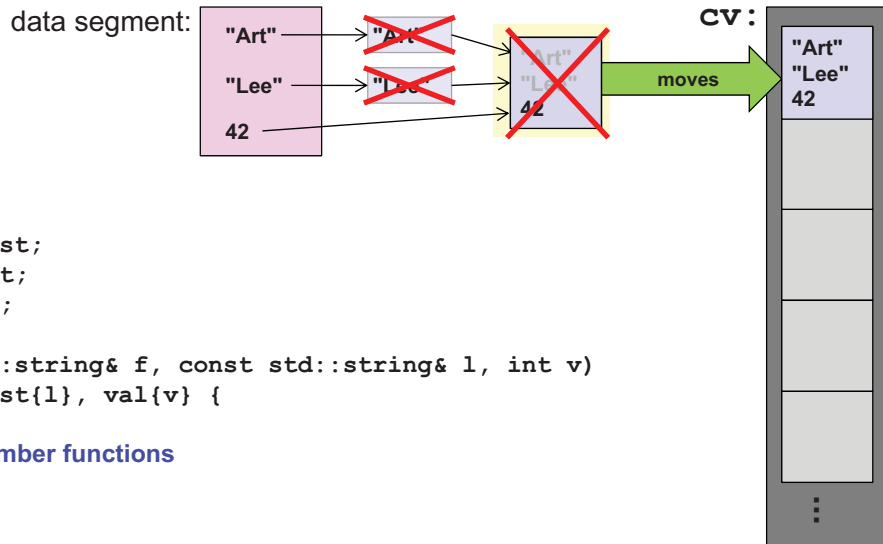 data segment:
"Art"
"Lee"
42
"Art"
"Lee"
"Art"
"Lee"
42
moves
cv:
"Art"
"Lee"
42
⋮
st;
t;
;
:string& f, const std::string& l, int v)
st{l}, val{v} {
mber functions